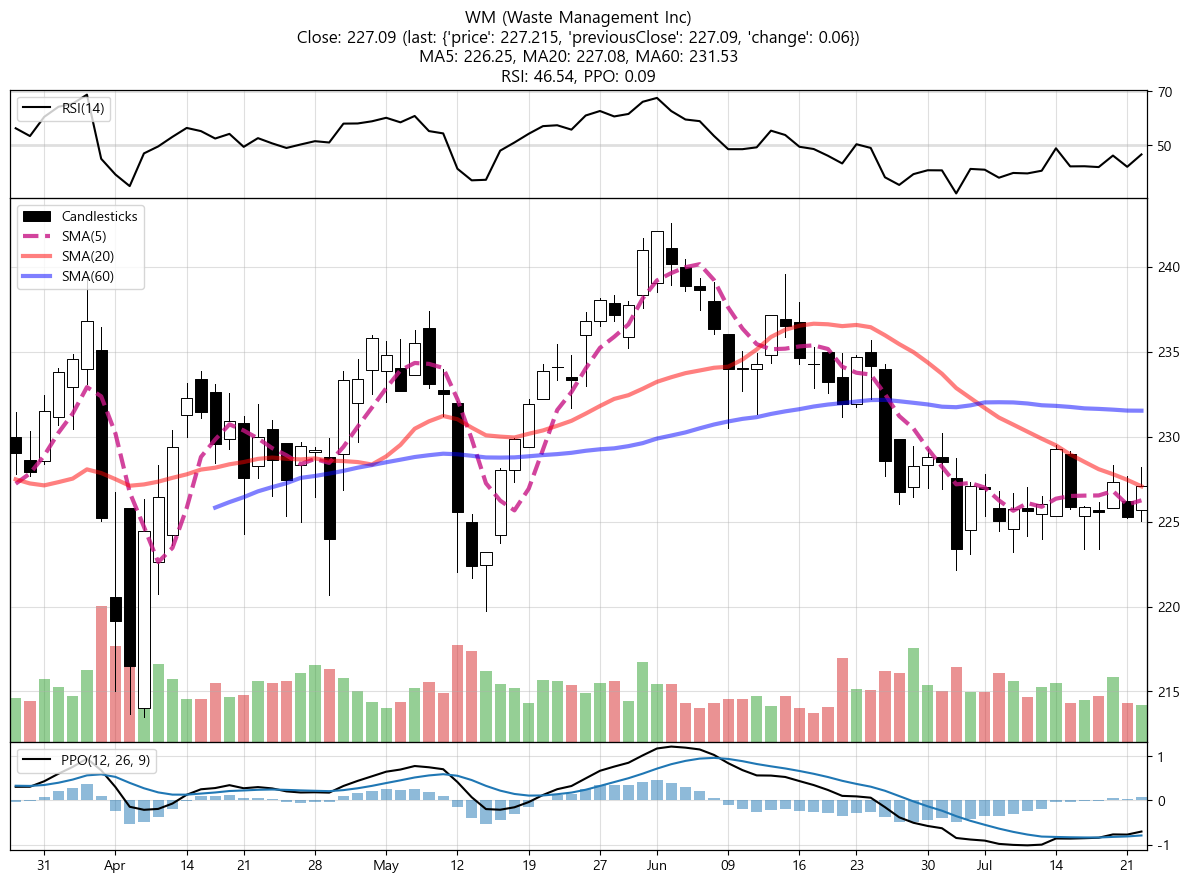 WM (Waste Management Inc)
Close: 227.09 (last: {'price': 227.215, 'previousClose': 227.09, 'change': 0.06})
MA5: 226.25, MA20: 227.08, MA60: 231.53
RSI: 46.54, PPO: 0.09
RSI(14)
70
50
Candlesticks
SMA(5)
SMA(20)
SMA(60)
240
235
230
225
220
215
PPO(12, 26, 9)
1
0
-1
31 Apr 14 21 28 May 12 19 27 Jun 09 16 23 30 Jul 14 21